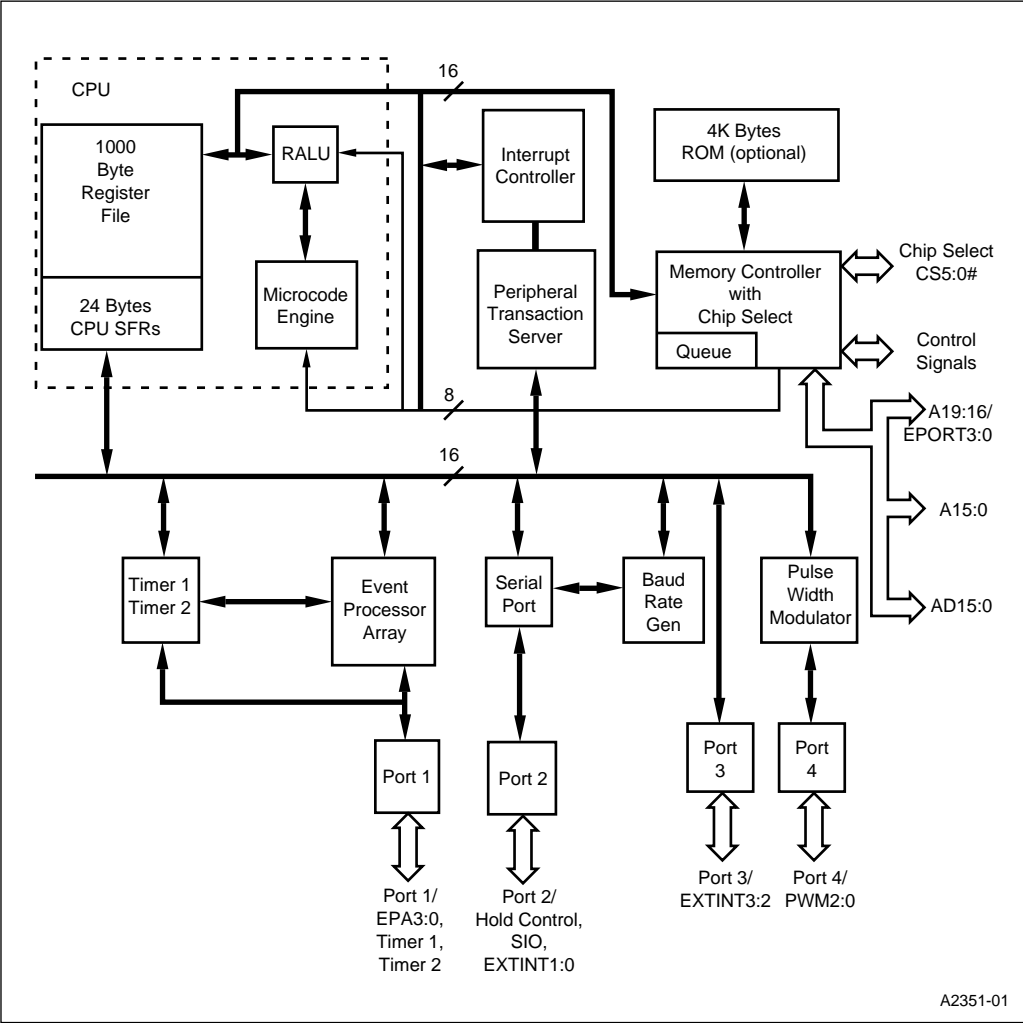 16
CPU
1000
Byte
Register
File
RALU
Interrupt
Controller
4K Bytes
ROM (optional)
24 Bytes
CPU SFRs
Microcode
Engine
Peripheral
Transaction
Server
Memory Controller
with
Chip Select
Queue
Chip Select
CS5:0#
Control
Signals
8
A19:16/
EPORT3:0
16
A15:0
Timer 1
Timer 2
Event
Processor
Array
Serial
Port
Baud
Rate
Gen
Pulse
Width
Modulator
AD15:0
Port 1
Port 2
Port
3
Port
4
Port 1/
EPA3:0,
Timer 1,
Timer 2
Port 2/
Hold Control,
SIO,
EXTINT1:0
Port 3/
EXTINT3:2
Port 4/
PWM2:0
A2351-01